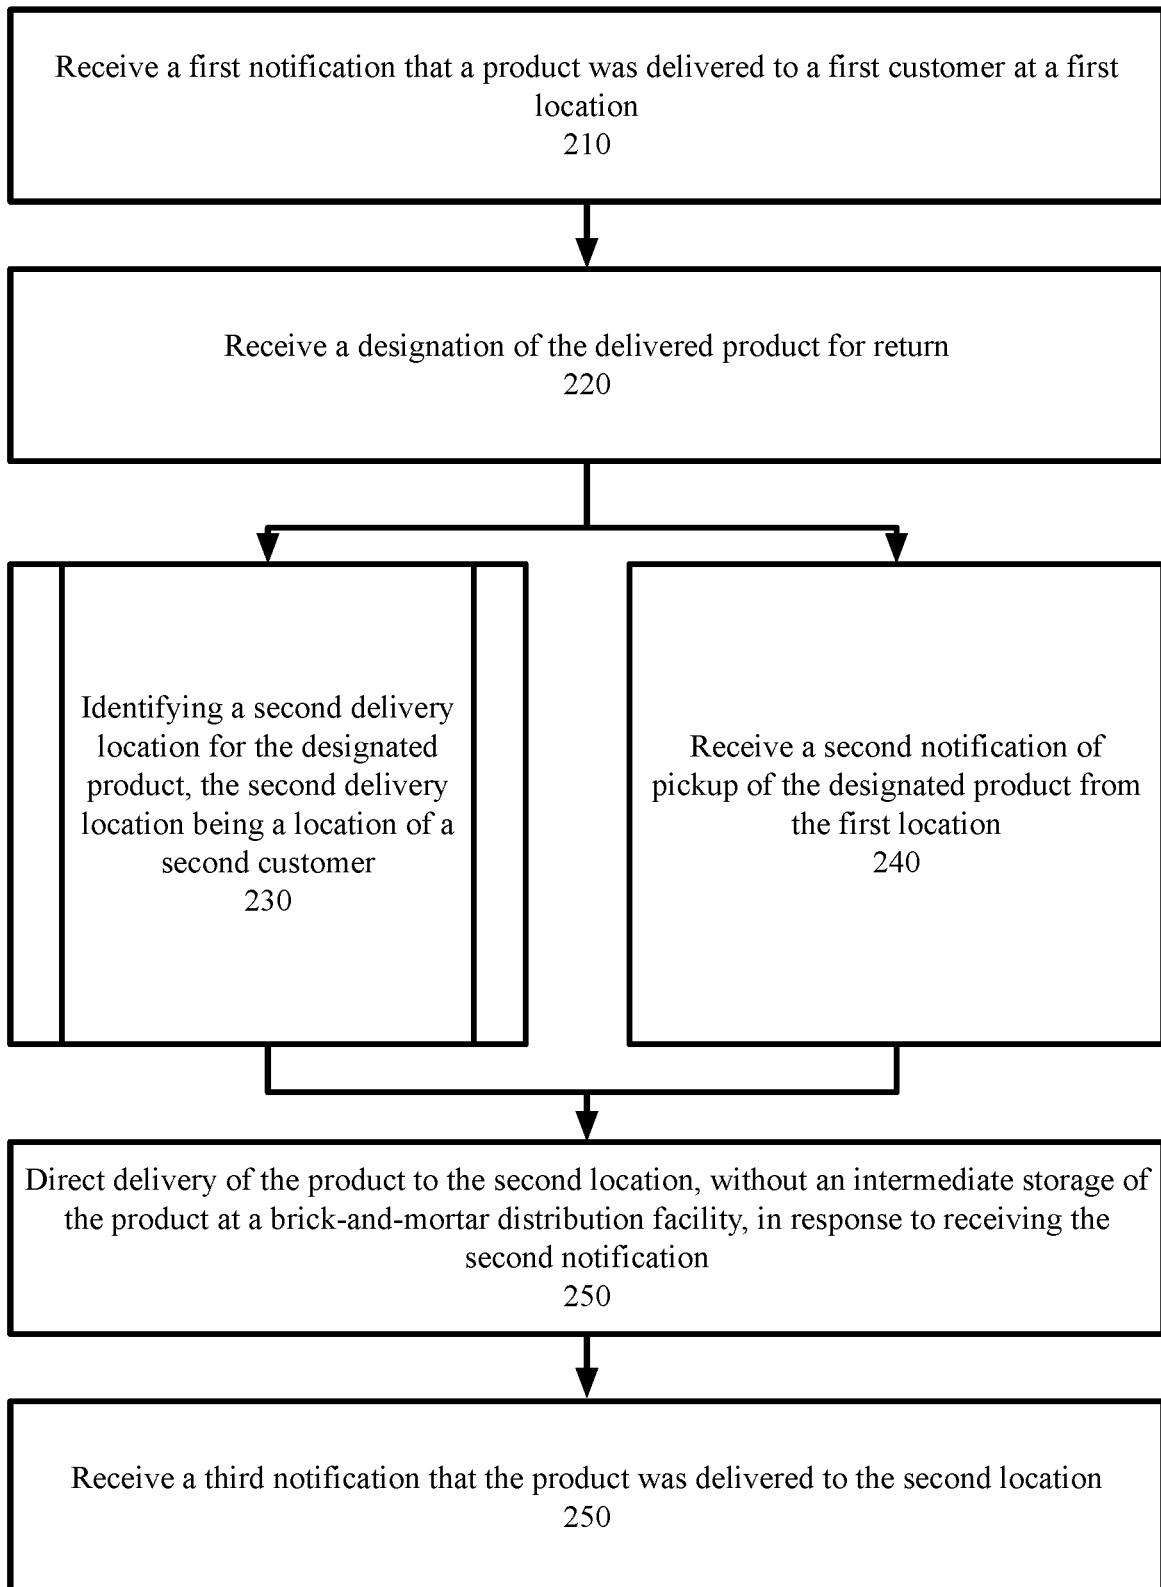 Receive a first notification that a product was delivered to a first customer at a first
location
210
Receive a designation of the delivered product for return
220
Identifying a second delivery
location for the designated
product, the second delivery
location being a location of a
second customer
230
Receive a second notification of
pickup of the designated product from
the first location
240
Direct delivery of the product to the second location, without an intermediate storage of
the product at a brick-and-mortar distribution facility, in response to receiving the
second notification
250
Receive a third notification that the product was delivered to the second location
250